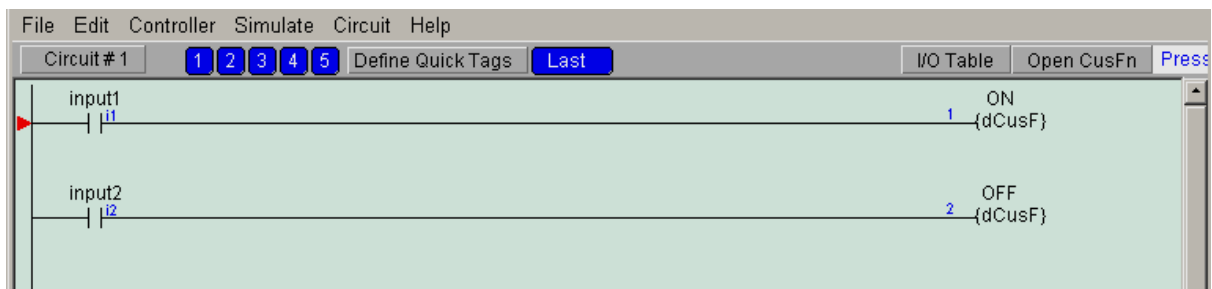 File Edit Controller Simulate Circuit Help
Circuit # 1 1 2 3 4 5 Define Quick Tags Last I/O Table Open CusFn Press
input1 ON
i1 1 {dCusF}
input2 OFF
i2 2 {dCusF}